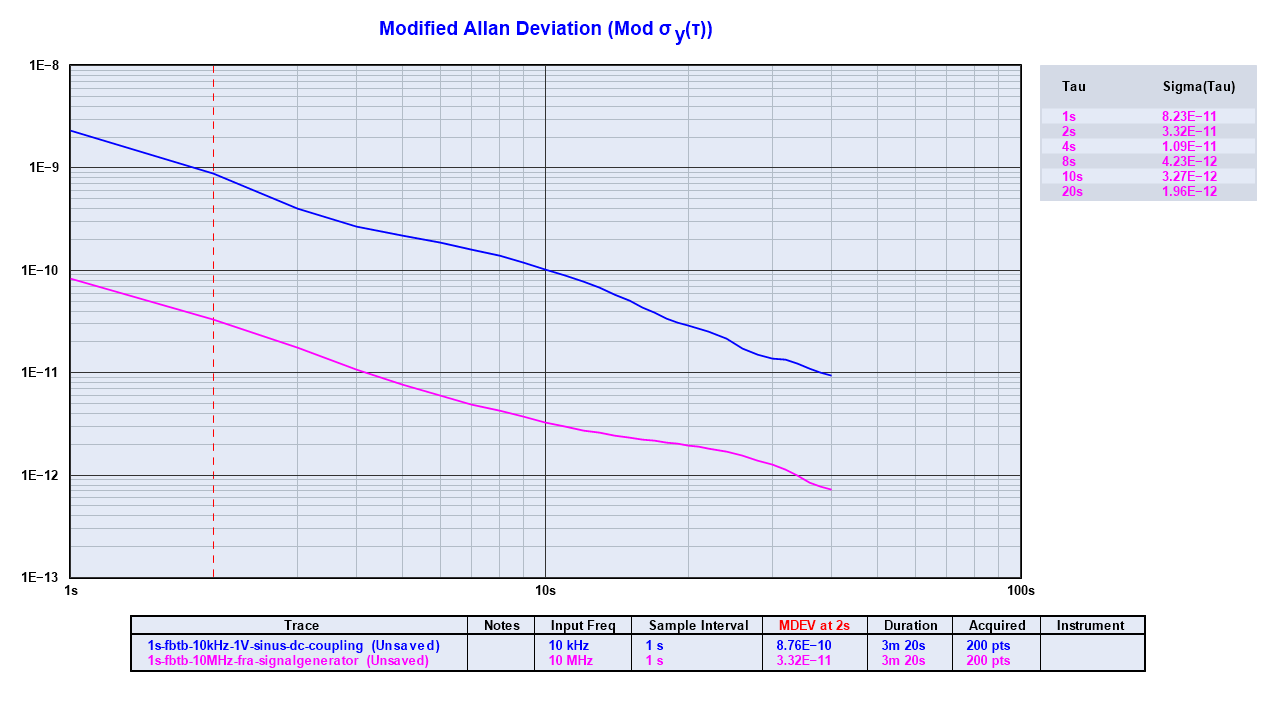 Modified Allan Deviation (Mod σ y(τ))
1E−8
1E−9
1E−10
1E−11
1E−12
1E−13
1s
10s
100s
Tau Sigma(Tau)
1s 8.23E−11
2s 3.32E−11
4s 1.09E−11
8s 4.23E−12
10s 3.27E−12
20s 1.96E−12
Trace Notes Input Freq Sample Interval MDEV at 2s Duration Acquired Instrument
1s-fbtb-10kHz-1V-sinus-dc-coupling (Unsaved) 10 kHz 1 s 8.76E−10 3m 20s 200 pts
1s-fbtb-10MHz-fra-signalgenerator (Unsaved) 10 MHz 1 s 3.32E−11 3m 20s 200 pts